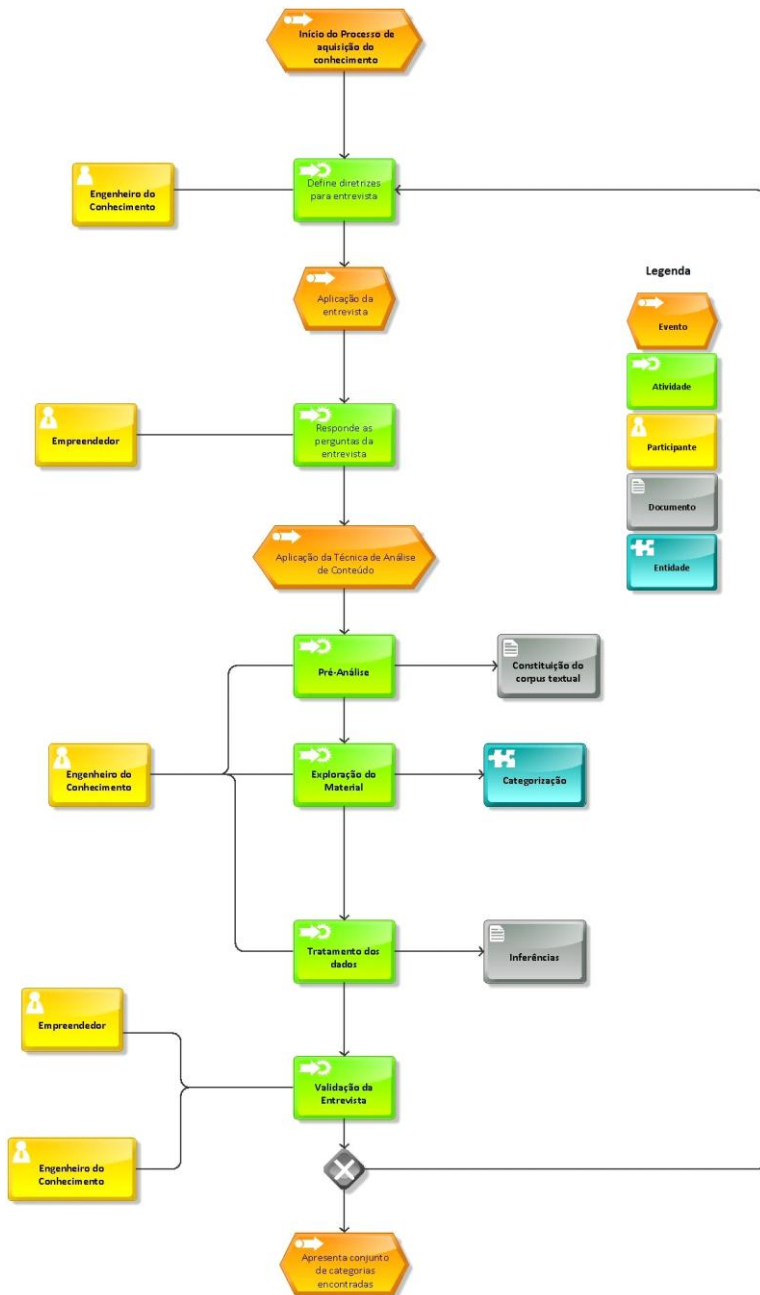 Início do Processo de
aquisição do
conhecimento
Engenheiro do
Conhecimento
Define diretrizes
para entrevista
Legenda
Aplicação da
entrevista
Evento
Atividade
Empreendedor
Responde as
perguntas da
entrevista
Participante
Documento
Aplicação da Técnica de Análise
de Conteúdo
Entidade
Pré-Análise
Constituição do
corpus textual
Engenheiro do
Conhecimento
Exploração do
Material
Categorização
Tratamento dos
dados
Inferências
Empreendedor
Validação da
Entrevista
Engenheiro do
Conhecimento
Apresenta conjunto
de categorias
encontradas